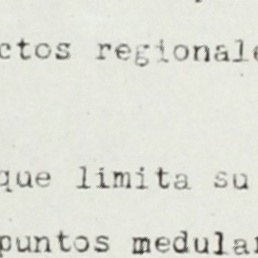 ctos regionale
que limita su
puntos medular